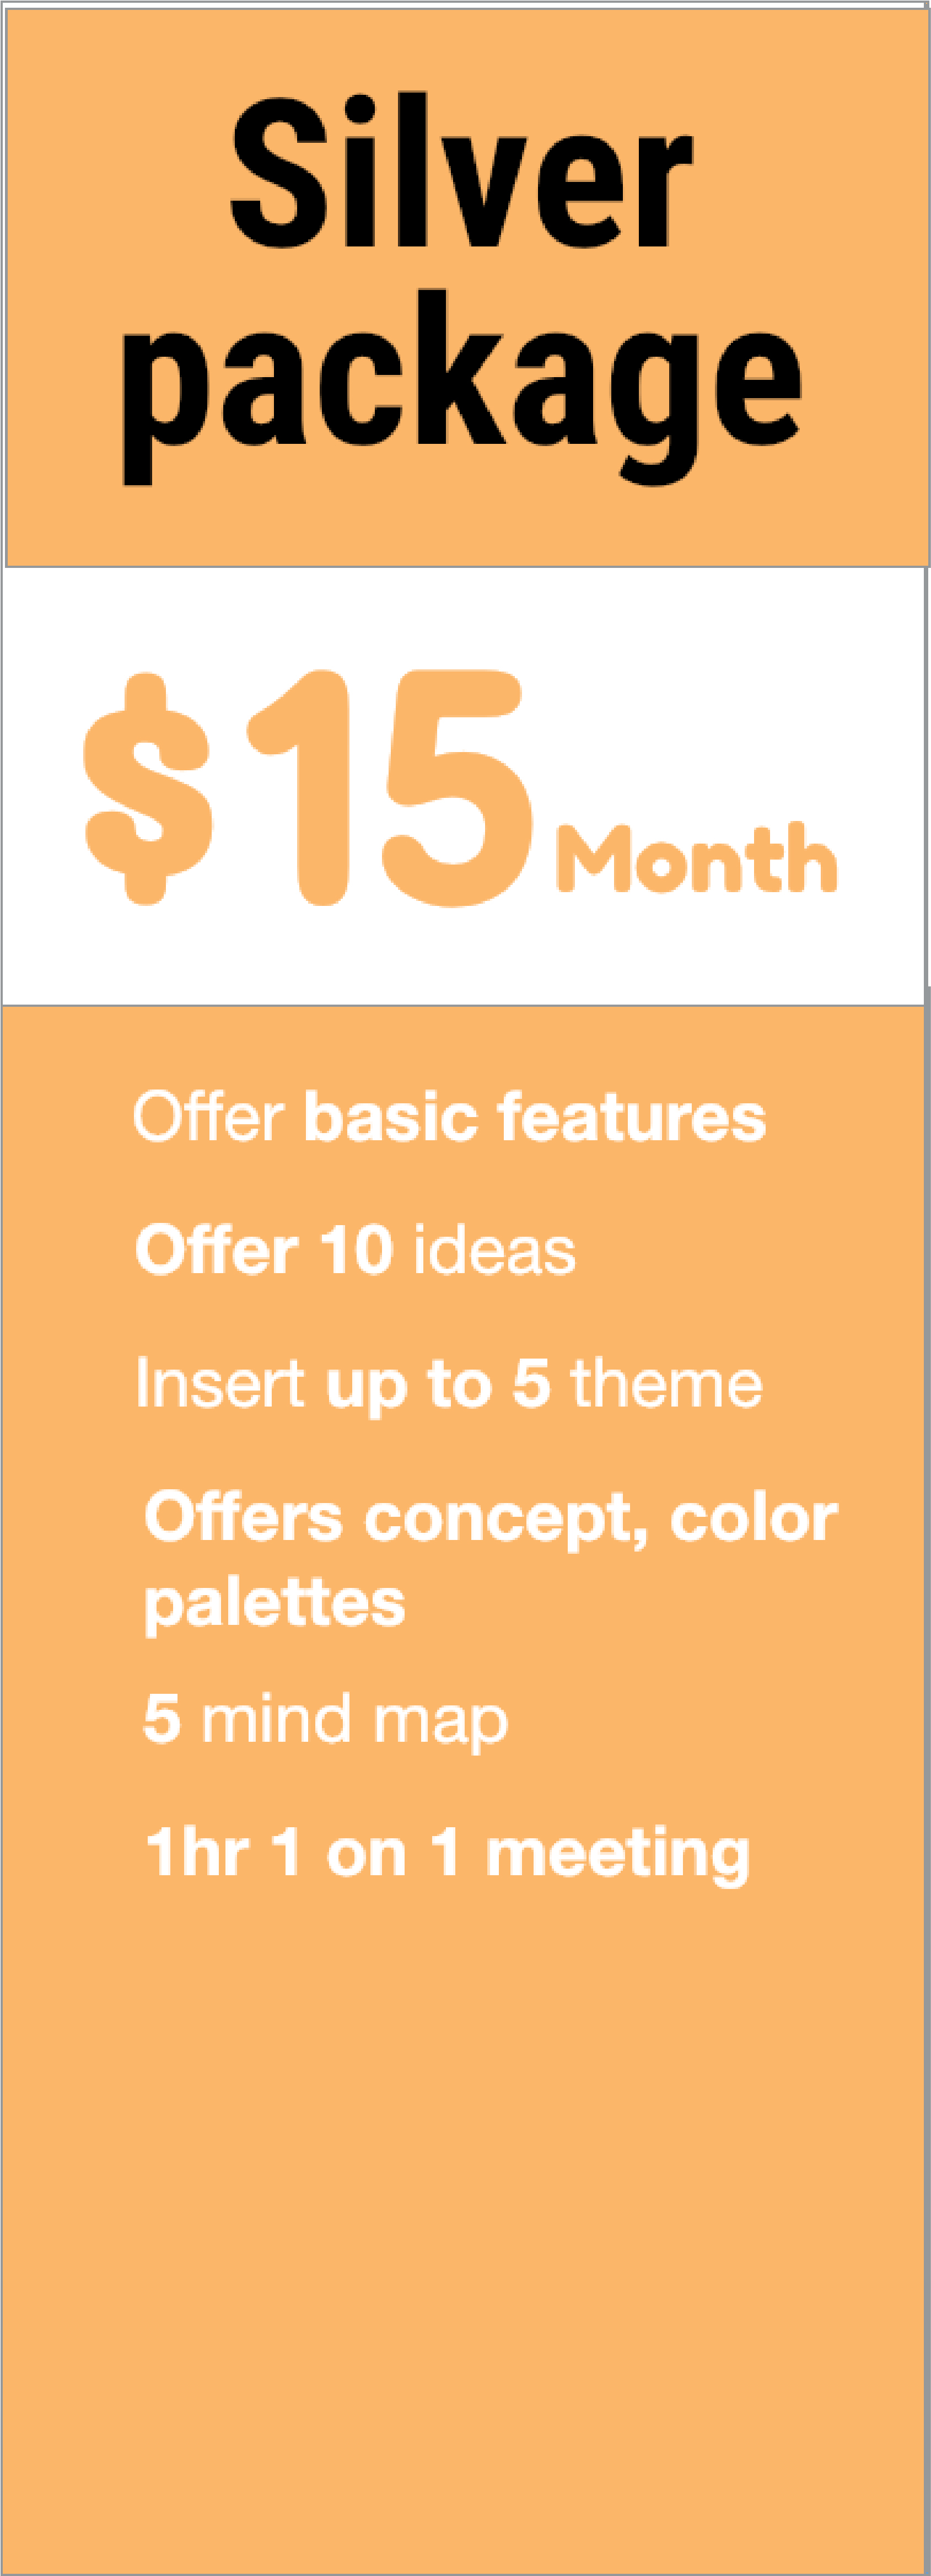 Silver
package
$15 Month
Offer basic features
Offer 10 ideas
Insert up to 5 theme
Offers concept, color
palettes
5 mind map
1hr 1 on 1 meeting